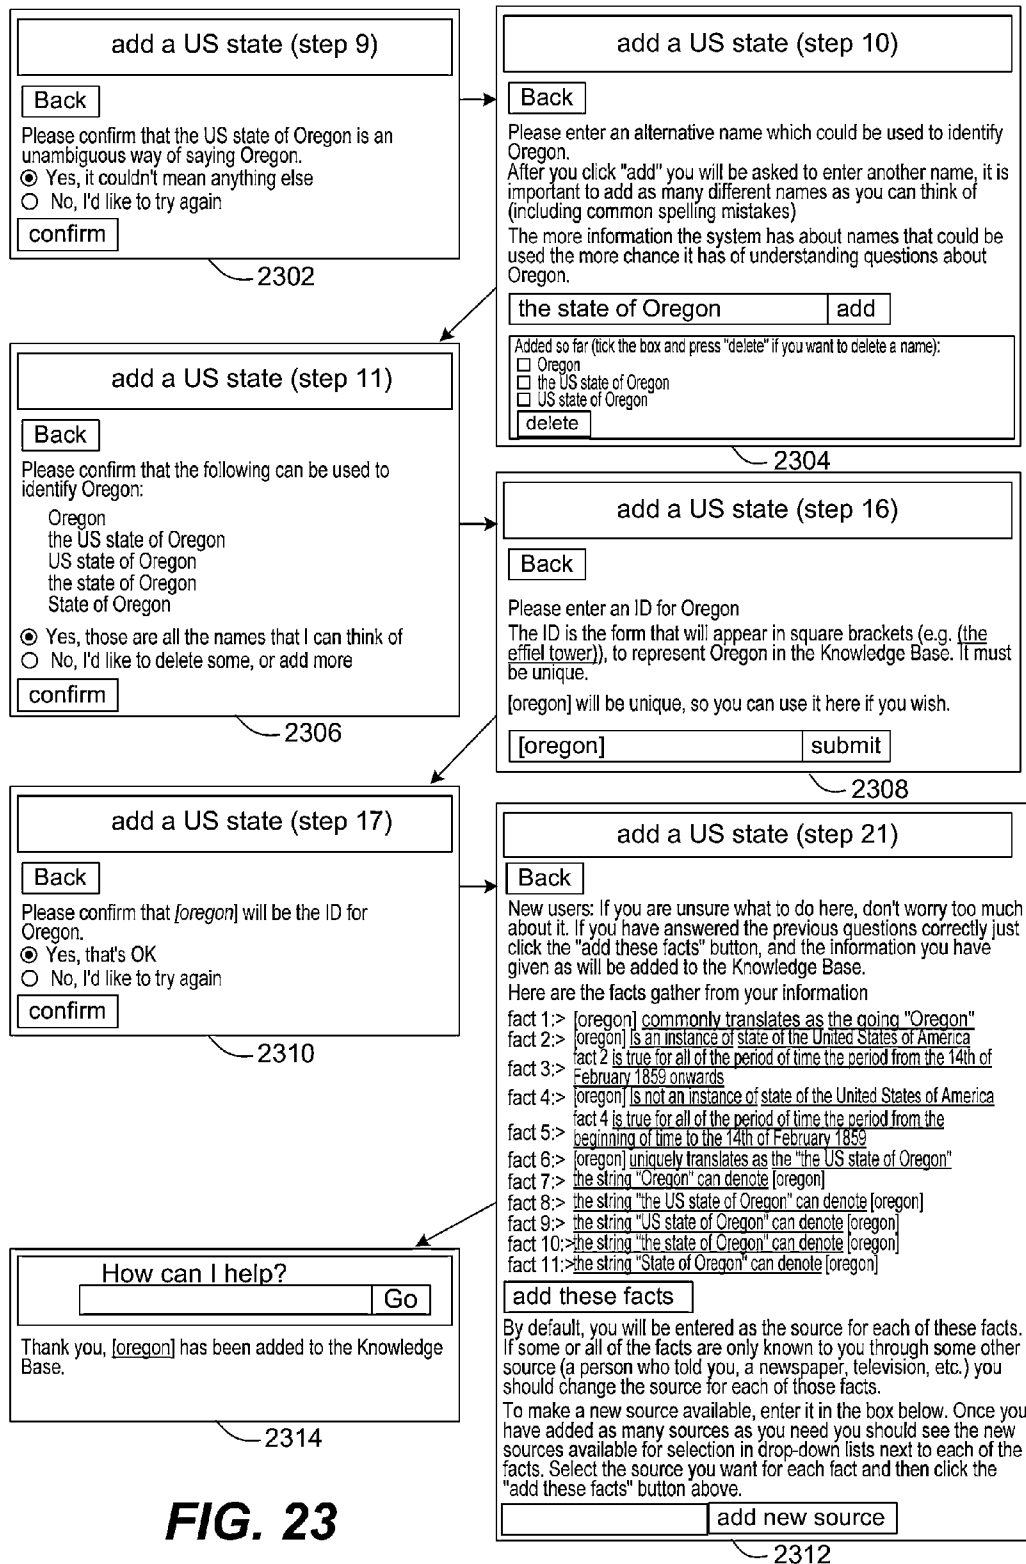 add a US state (step 9)
Back
Please confirm that the US state of Oregon is an
unambiguous way of saying Oregon.
Yes, it couldn't mean anything else
No, I'd like to try again
confirm
2302
add a US state (step 10)
Back
Please enter an alternative name which could be used to identify
Oregon.
After you click "add" you will be asked to enter another name, it is
important to add as many different names as you can think of
(including common spelling mistakes)
The more information the system has about names that could be
used the more chance it has of understanding questions about
Oregon.
the state of Oregon add
Added so far (tick the box and press "delete" if you want to delete a name):
Oregon
the US state of Oregon
US state of Oregon
delete
2304
add a US state (step 11)
Back
Please confirm that the following can be used to
identify Oregon:
Oregon
the US state of Oregon
US state of Oregon
the state of Oregon
State of Oregon
Yes, those are all the names that I can think of
No, I'd like to delete some, or add more
confirm
2306
add a US state (step 16)
Back
Please enter an ID for Oregon
The ID is the form that will appear in square brackets (e.g. (the
effiel tower)), to represent Oregon in the Knowledge Base. It must
be unique.
[oregon] will be unique, so you can use it here if you wish.
[oregon] submit
2308
add a US state (step 17)
Back
Please confirm that [oregon] will be the ID for
Oregon.
Yes, that's OK
No, I'd like to try again
confirm
2310
add a US state (step 21)
Back
New users: If you are unsure what to do here, don't worry too much
about it. If you have answered the previous questions correctly just
click the "add these facts" button, and the information you have
given as will be added to the Knowledge Base.
Here are the facts gather from your information
fact 1:> [oregon] commonly translates as the going "Oregon"
fact 2:> [oregon] Is an instance of state of the United States of America
fact 3:> fact 2 is true for all of the period of time the period from the 14th of
February 1859 onwards
fact 4:> [oregon] Is not an instance of state of the United States of America
fact 5:> fact 4 is true for all of the period of time the period from the
beginning of time to the 14th of February 1859
fact 6:> [oregon] uniquely translates as the "the US state of Oregon"
fact 7:> the string "Oregon" can denote [oregon]
fact 8:> the string "the US state of Oregon" can denote [oregon]
fact 9:> the string "US state of Oregon" can denote [oregon]
fact 10:> the string "the state of Oregon" can denote [oregon]
fact 11:> the string "State of Oregon" can denote [oregon]
add these facts
By default, you will be entered as the source for each of these facts.
If some or all of the facts are only known to you through some other
source (a person who told you, a newspaper, television, etc.) you
should change the source for each of those facts.
To make a new source available, enter it in the box below. Once you
have added as many sources as you need you should see the new
sources available for selection in drop-down lists next to each of the
facts. Select the source you want for each fact and then click the
"add these facts" button above.
add new source
2312
How can I help?
Go
Thank you, [oregon] has been added to the Knowledge
Base.
2314
FIG. 23